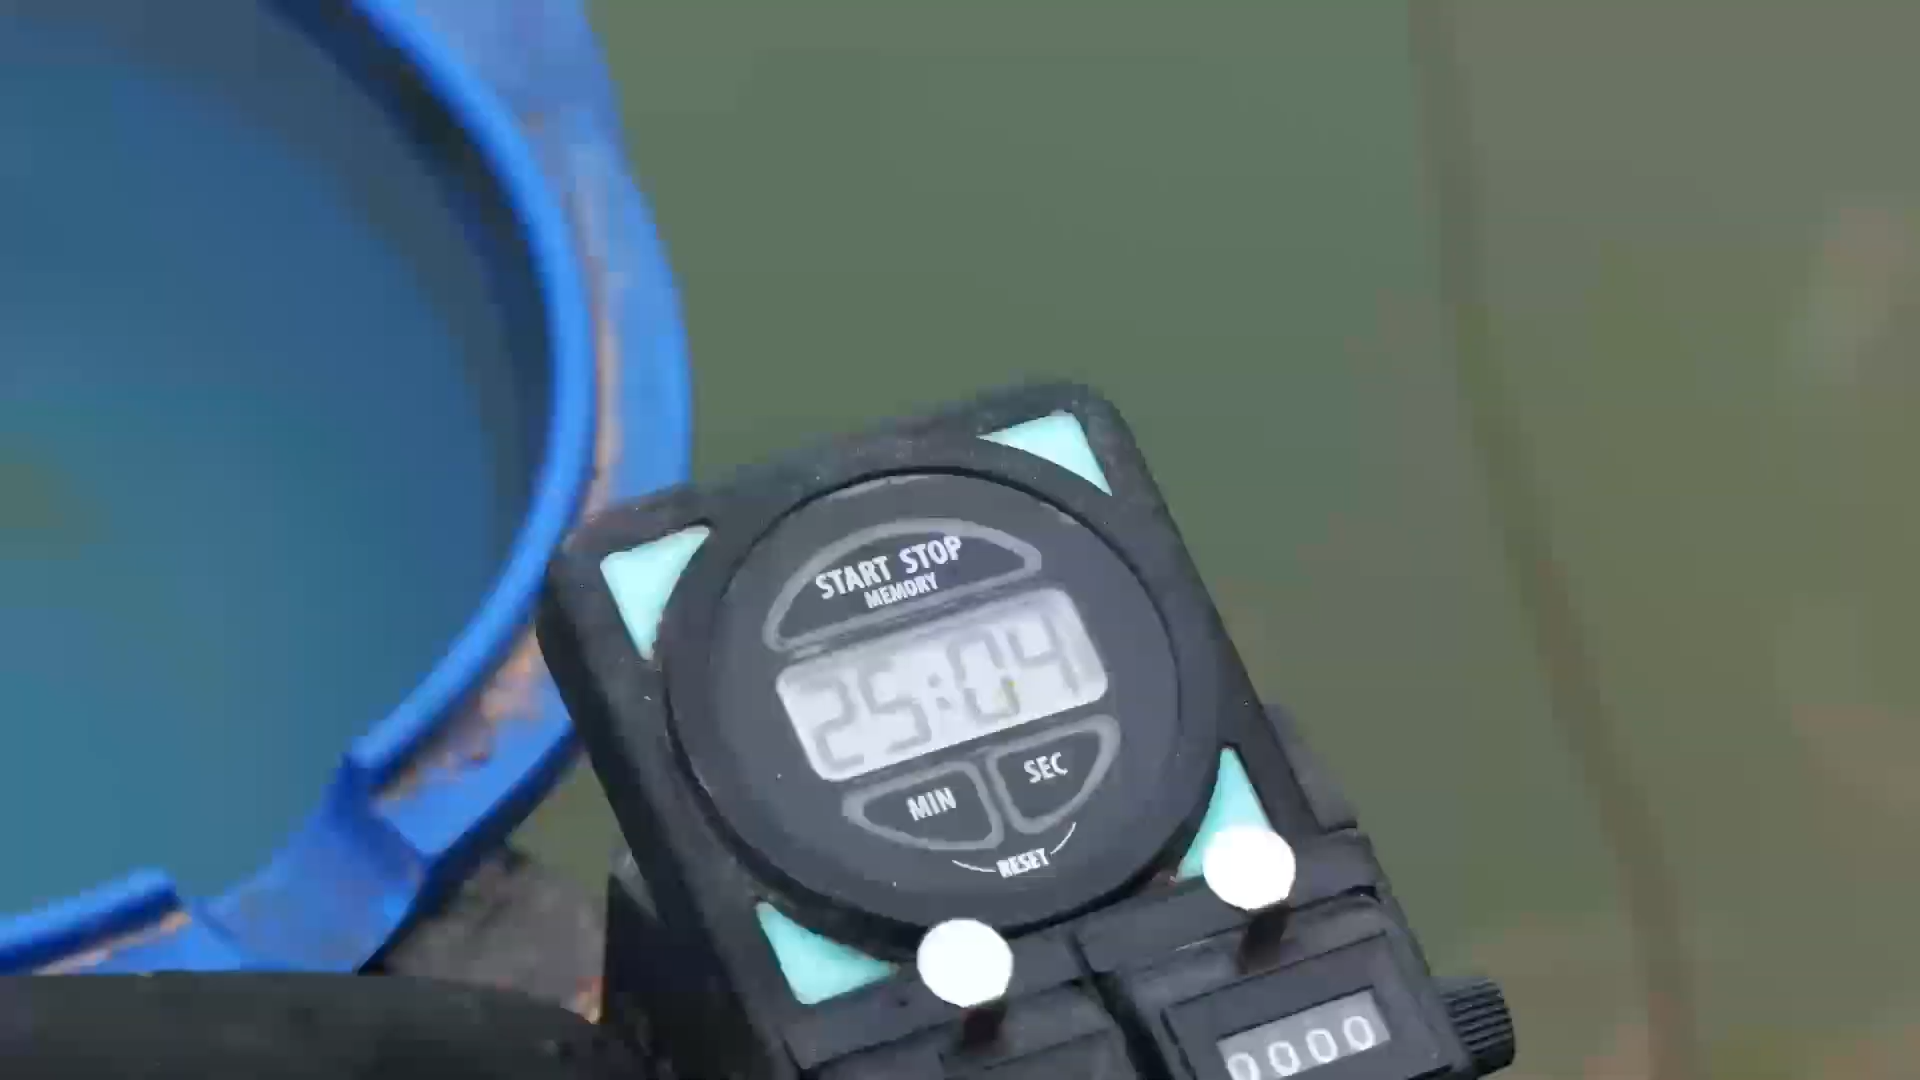 START STOP
MEMORY
25:04
MIN
SEC
RESET
0000